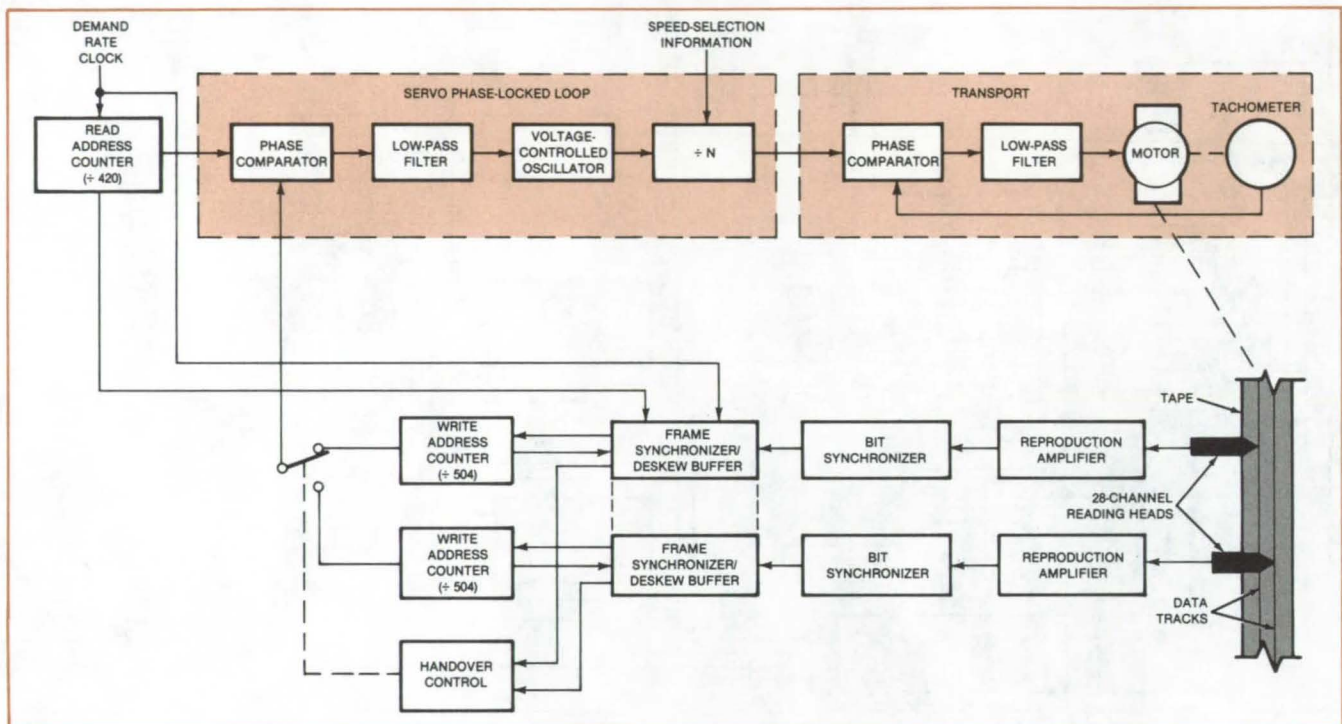 DEMAND
RATE
CLOCK
SPEED-SELECTION
INFORMATION
SERVO PHASE-LOCKED LOOP
TRANSPORT
TACHOMETER
READ
ADDRESS
COUNTER
(÷ 420)
PHASE
COMPARATOR
LOW-PASS
FILTER
VOLTAGE-
CONTROLLED
OSCILLATOR
÷ N
PHASE
COMPARATOR
LOW-PASS
FILTER
MOTOR
TAPE
WRITE
ADDRESS
COUNTER
(÷ 504)
FRAME
SYNCHRONIZER/
DESKEW BUFFER
BIT
SYNCHRONIZER
REPRODUCTION
AMPLIFIER
28-CHANNEL
READING HEADS
WRITE
ADDRESS
COUNTER
(÷ 504)
FRAME
SYNCHRONIZER/
DESKEW BUFFER
BIT
SYNCHRONIZER
REPRODUCTION
AMPLIFIER
DATA
TRACKS
HANDOVER
CONTROL